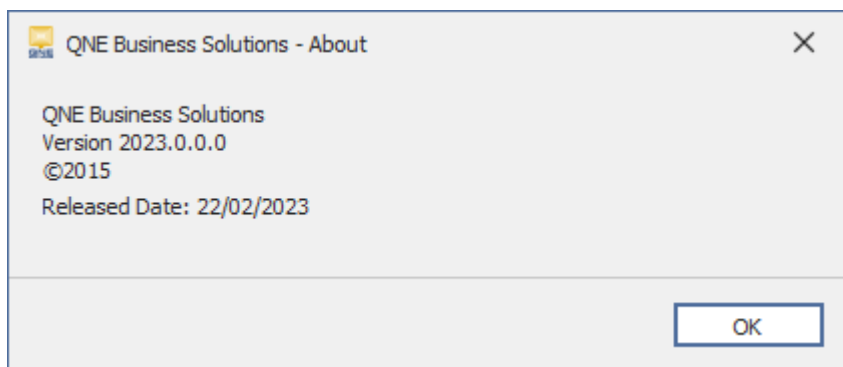 QNE Business Solutions - About
QNE Business Solutions
Version 2023.0.0.0
©2015
Released Date: 22/02/2023
OK